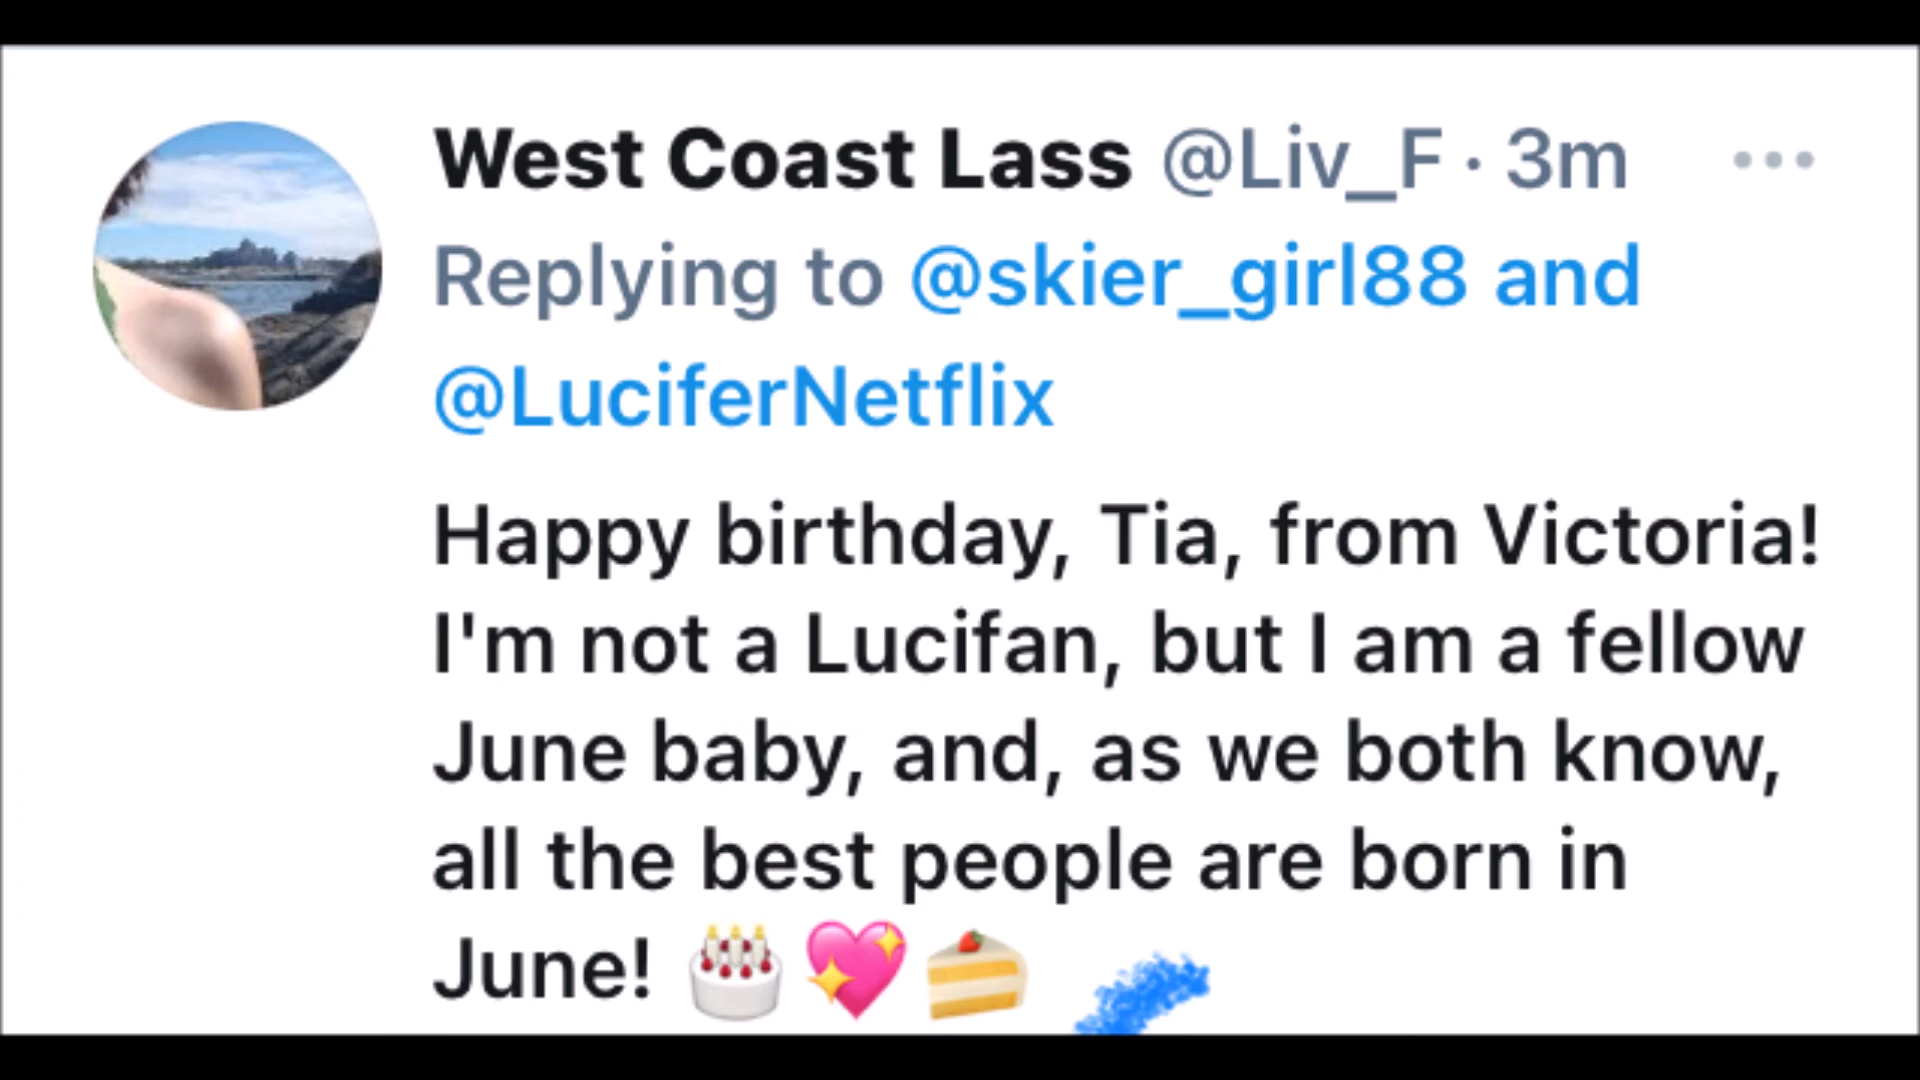 West Coast Lass @Liv_F · 3m
Replying to @skier_girl88 and
@LuciferNetflix
Happy birthday, Tia, from Victoria!
I'm not a Lucifan, but I am a fellow
June baby, and, as we both know,
all the best people are born in
June! 🎂💖🍰